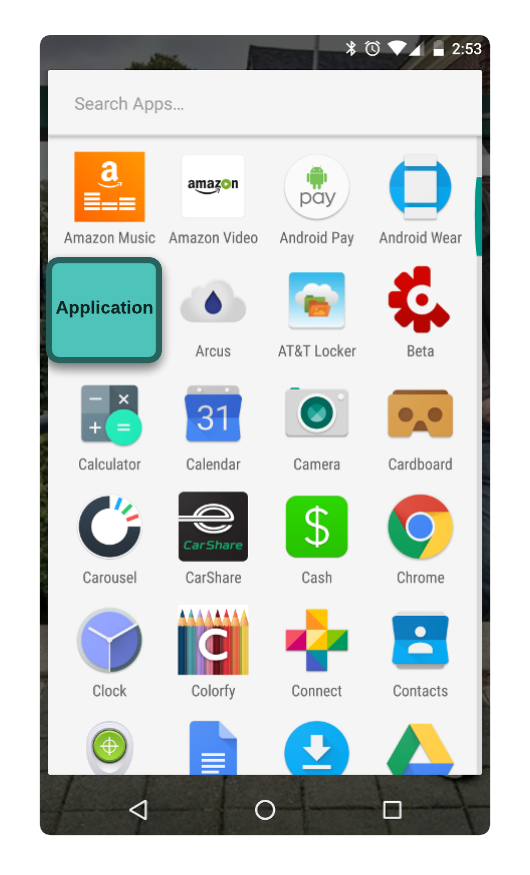 2:53
Search Apps...
a
amazon
pay
Amazon Music
Amazon Video
Android Pay
Android Wear
Application
Arcus
AT&T Locker
Beta
31
Calculator
Calendar
Camera
Cardboard
CarShare
$
Carousel
CarShare
Cash
Chrome
C
Clock
Colorfy
Connect
Contacts